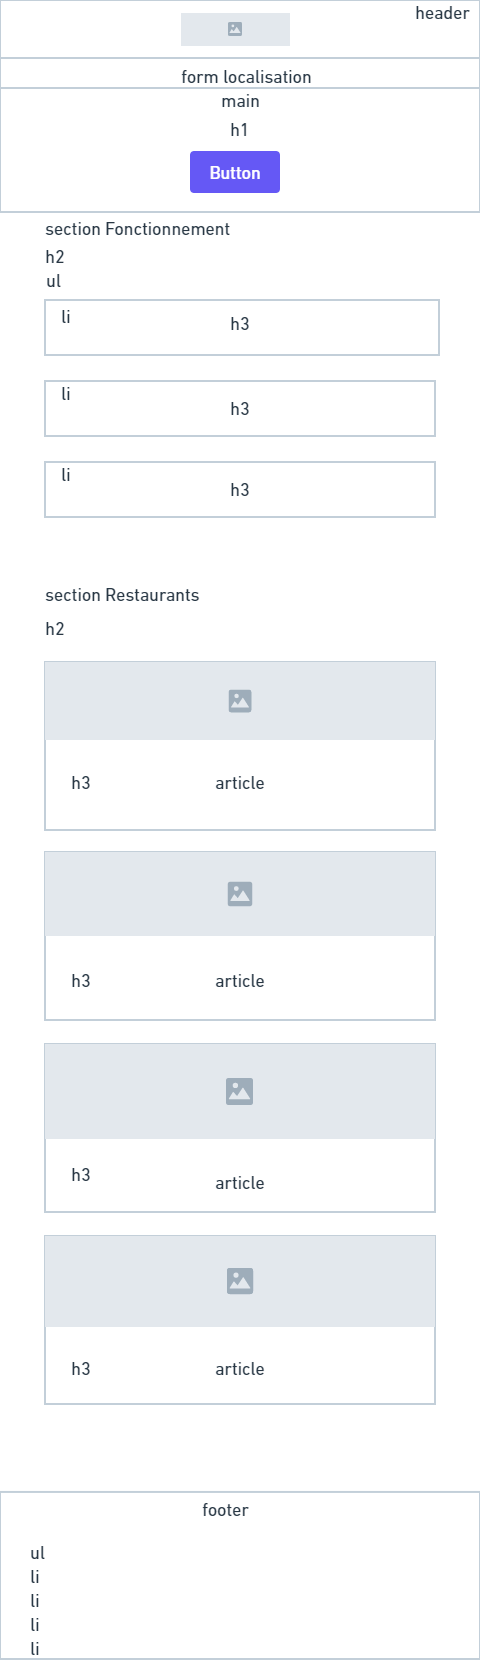 header
form localisation
main
h1
Button
section Fonctionnement
h2
ul
li
h3
li
h3
li
h3
section Restaurants
h2
h3 article
h3 article
h3
article
h3 article
footer
ul
li
li
li
li